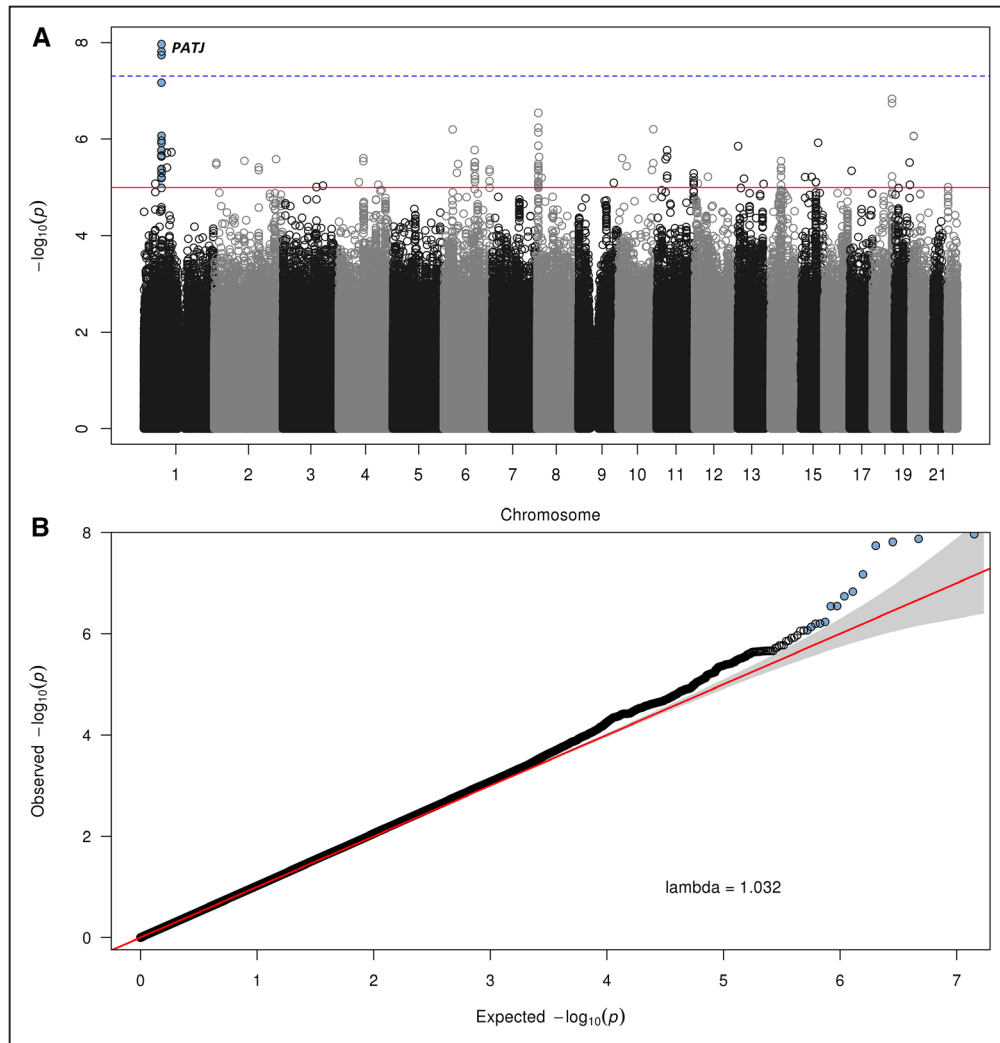 A
PATJ
−log10(p)
8
6
4
2
0
1 2 3 4 5 6 7 8 9 10 11 12 13 15 17 19 21
Chromosome
B
Observed −log10(p)
8
6
4
2
0
lambda = 1.032
0 1 2 3 4 5 6 7
Expected −log10(p)